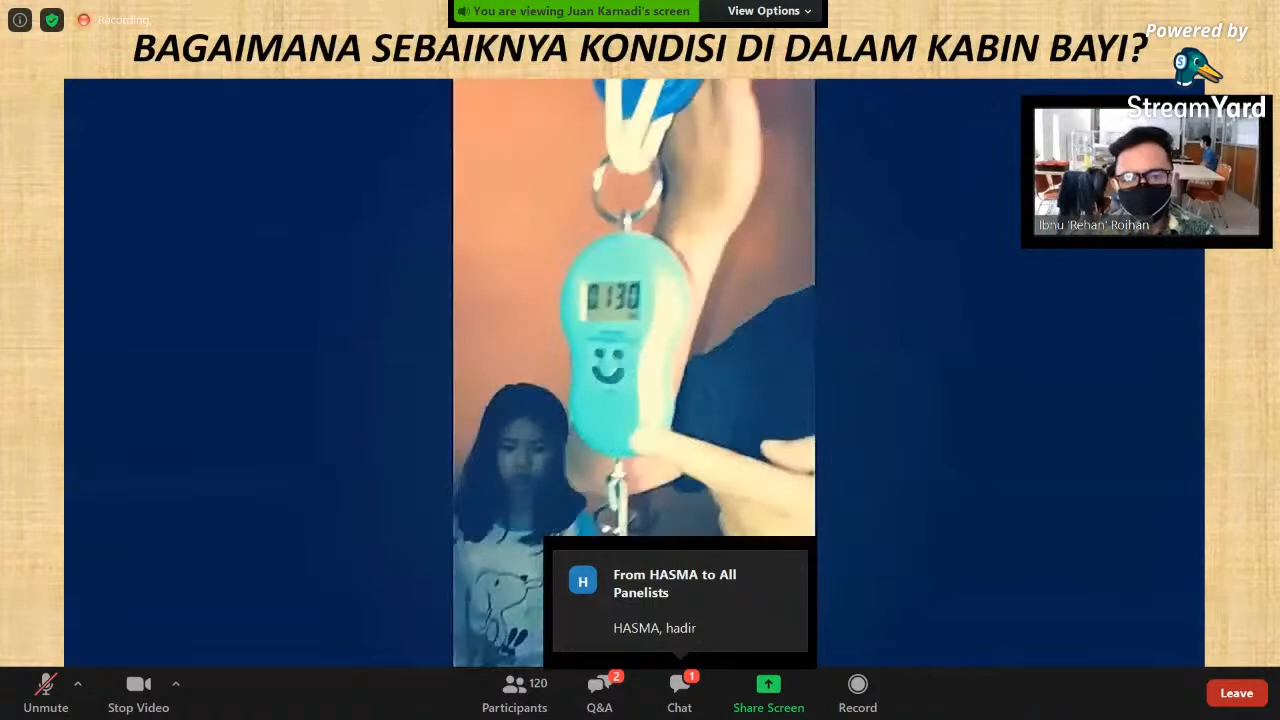 Recording
You are viewing Juan Karnadi's screen
View Options
BAGAIMANA SEBAIKNYA KONDISI DI DALAM KABIN BAYI?
Powered by
StreamYard
Ibnu 'Rehan' Roihan
0130
H
From HASMA to All
Panelists
HASMA, hadir
Unmute
Stop Video
120
Participants
2
Q&A
1
Chat
Share Screen
Record
Leave